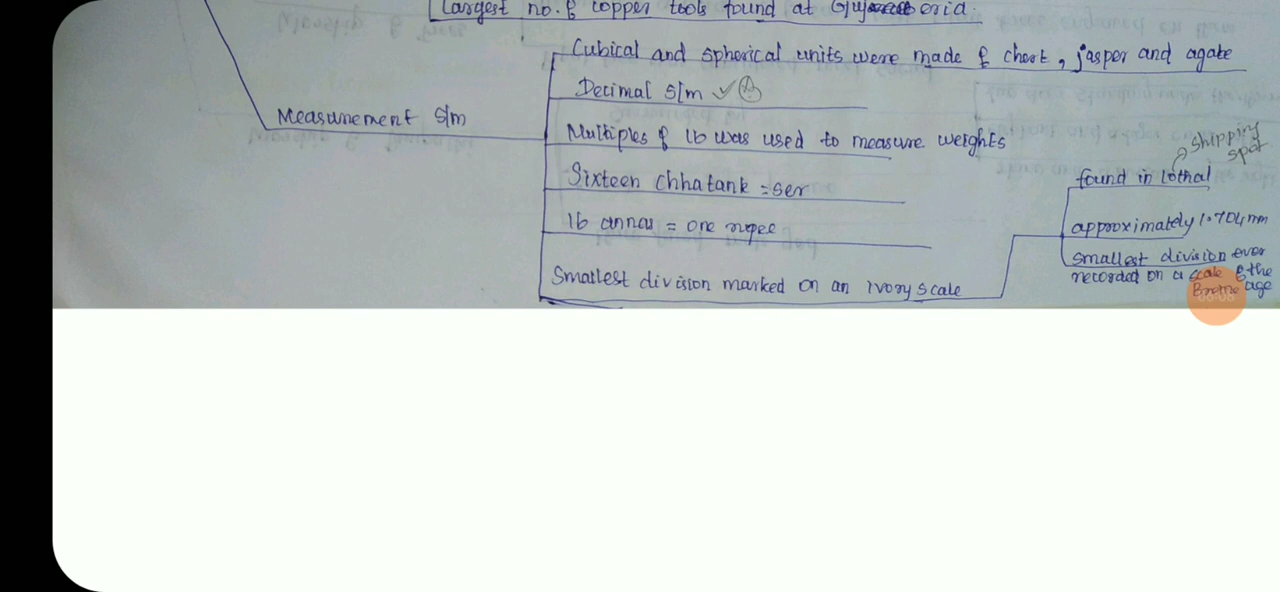 Largest no. of copper tools found at Gujeria.
Cubical and spherical units were made of chert, jasper and agate
Decimal s/m
Measurement s/m
Multiples of 16 was used to measure weights
Sixteen chhatank = ser
16 annas = one rupee
Smallest division marked on an ivory scale
shipping
spot
found in Lothal
approximately 1.704 mm
smallest division ever
recorded on a scale of the
Bronze age